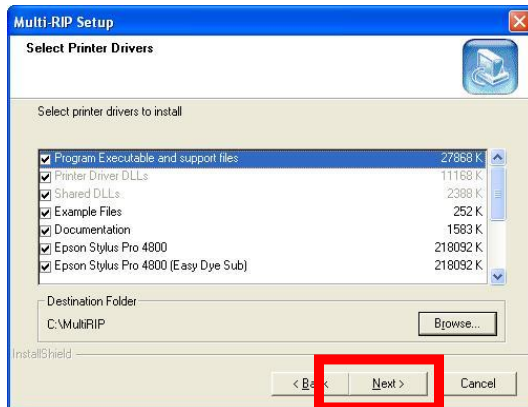 Multi-RIP Setup
Select Printer Drivers
Select printer drivers to install
Program Executable and support files 27868 K
Printer Driver DLLs 11168 K
Shared DLLs 2388 K
Example Files 252 K
Documentation 1583 K
Epson Stylus Pro 4800 218092 K
Epson Stylus Pro 4800 (Easy Dye Sub) 218092 K
Destination Folder
C:\MultiRIP
Browse...
InstallShield
< Next > Cancel